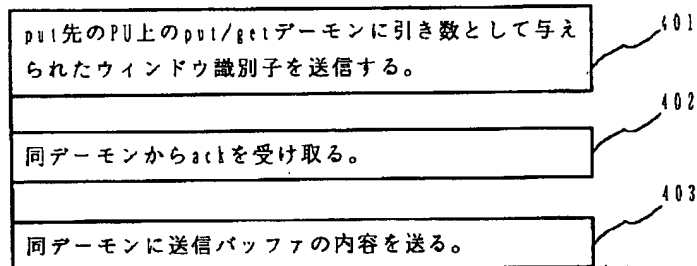 401
put先のPU上のput/getデーモンに引き数として与え
られたウィンドウ識別子を送信する。
402
同デーモンからackを受け取る。
403
同デーモンに送信バッファの内容を送る。